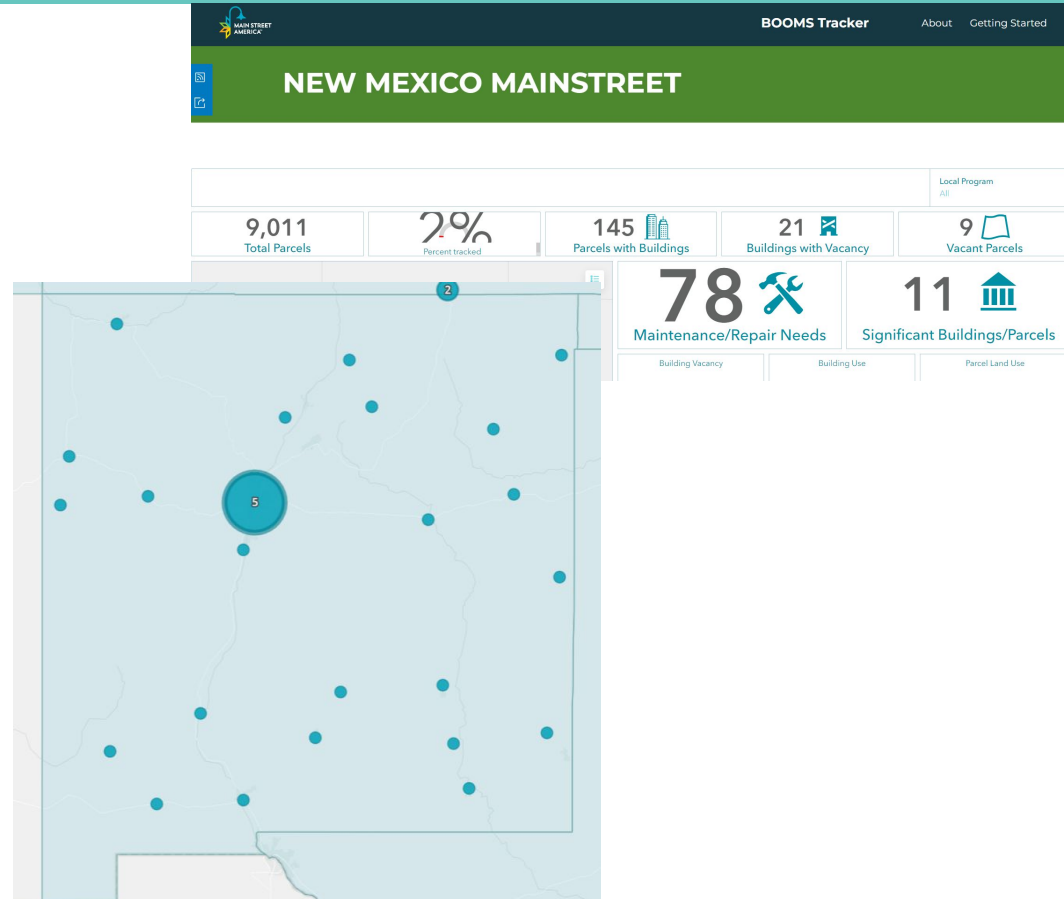 MAIN STREET
AMERICA
BOOMS Tracker About Getting Started
NEW MEXICO MAINSTREET
Local Program
All
9,011
Total Parcels
2%
Percent tracked
145
Parcels with Buildings
21
Buildings with Vacancy
9
Vacant Parcels
78
Maintenance/Repair Needs
11
Significant Buildings/Parcels
Building Vacancy
Building Use
Parcel Land Use
2
5